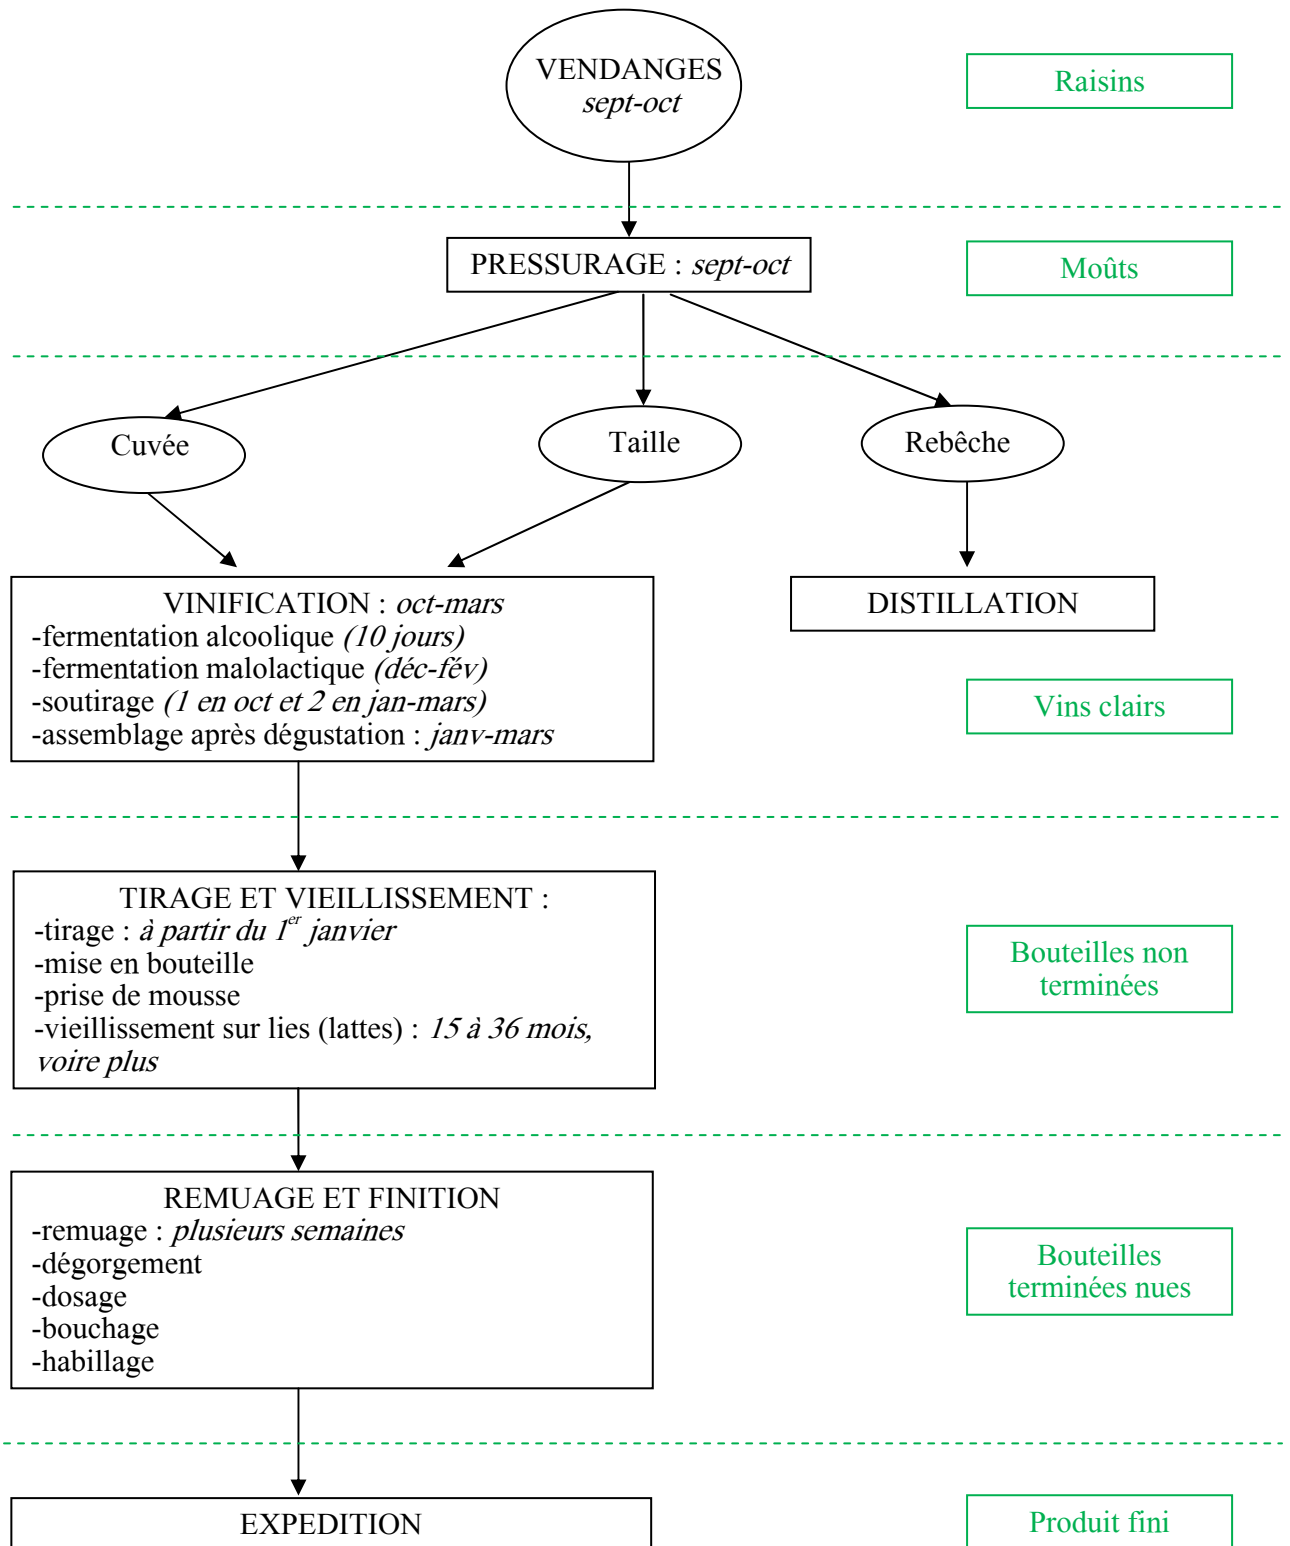 VENDANGES
sept-oct
Raisins
PRESSURAGE : sept-oct
Moûts
Cuvée
Taille
Rebêche
VINIFICATION : oct-mars
-fermentation alcoolique (10 jours)
-fermentation malolactique (déc-fév)
-soutirage (1 en oct et 2 en jan-mars)
-assemblage après dégustation : janv-mars
DISTILLATION
Vins clairs
TIRAGE ET VIEILLISSEMENT :
-tirage : à partir du 1er janvier
-mise en bouteille
-prise de mousse
-vieillissement sur lies (lattes) : 15 à 36 mois,
voire plus
Bouteilles non
terminées
REMUAGE ET FINITION
-remuage : plusieurs semaines
-dégorgement
-dosage
-bouchage
-habillage
Bouteilles
terminées nues
EXPEDITION
Produit fini